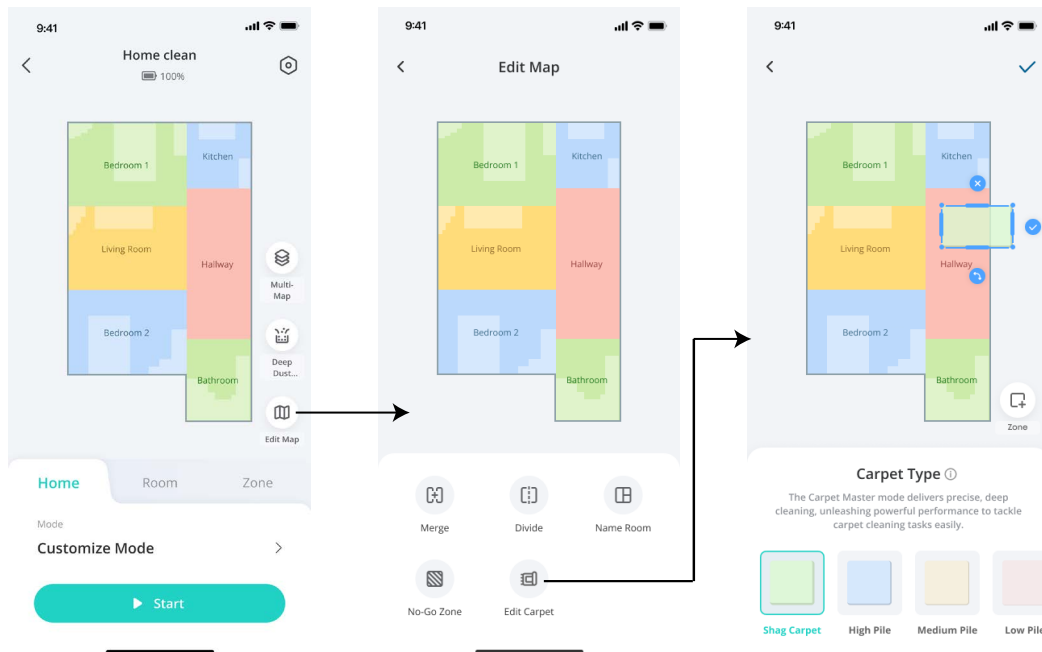 9:41
Home clean
100%
Bedroom 1
Kitchen
Living Room
Hallway
Multi-
Map
Bedroom 2
Deep
Dust...
Bathroom
Edit Map
Home
Room
Zone
Mode
Customize Mode
Start
9:41
Edit Map
Bedroom 1
Kitchen
Living Room
Hallway
Bedroom 2
Bathroom
Merge
Divide
Name Room
No-Go Zone
Edit Carpet
9:41
Bedroom 1
Kitchen
Living Room
Hallway
Bedroom 2
Bathroom
Zone
Carpet Type
The Carpet Master mode delivers precise, deep
cleaning, unleashing powerful performance to tackle
carpet cleaning tasks easily.
Shag Carpet
High Pile
Medium Pile
Low Pile